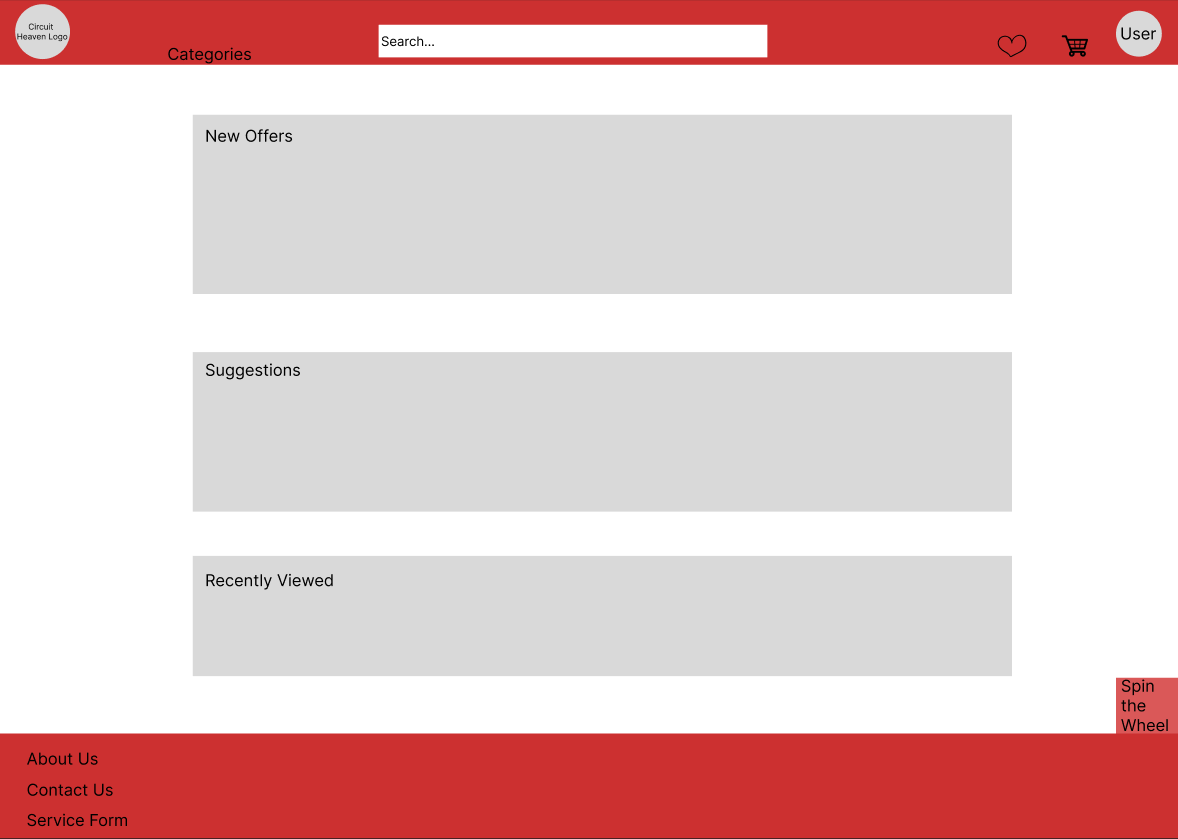 Circuit
Heaven Logo
Categories
Search...
User
New Offers
Suggestions
Recently Viewed
Spin
the
Wheel
About Us
Contact Us
Service Form